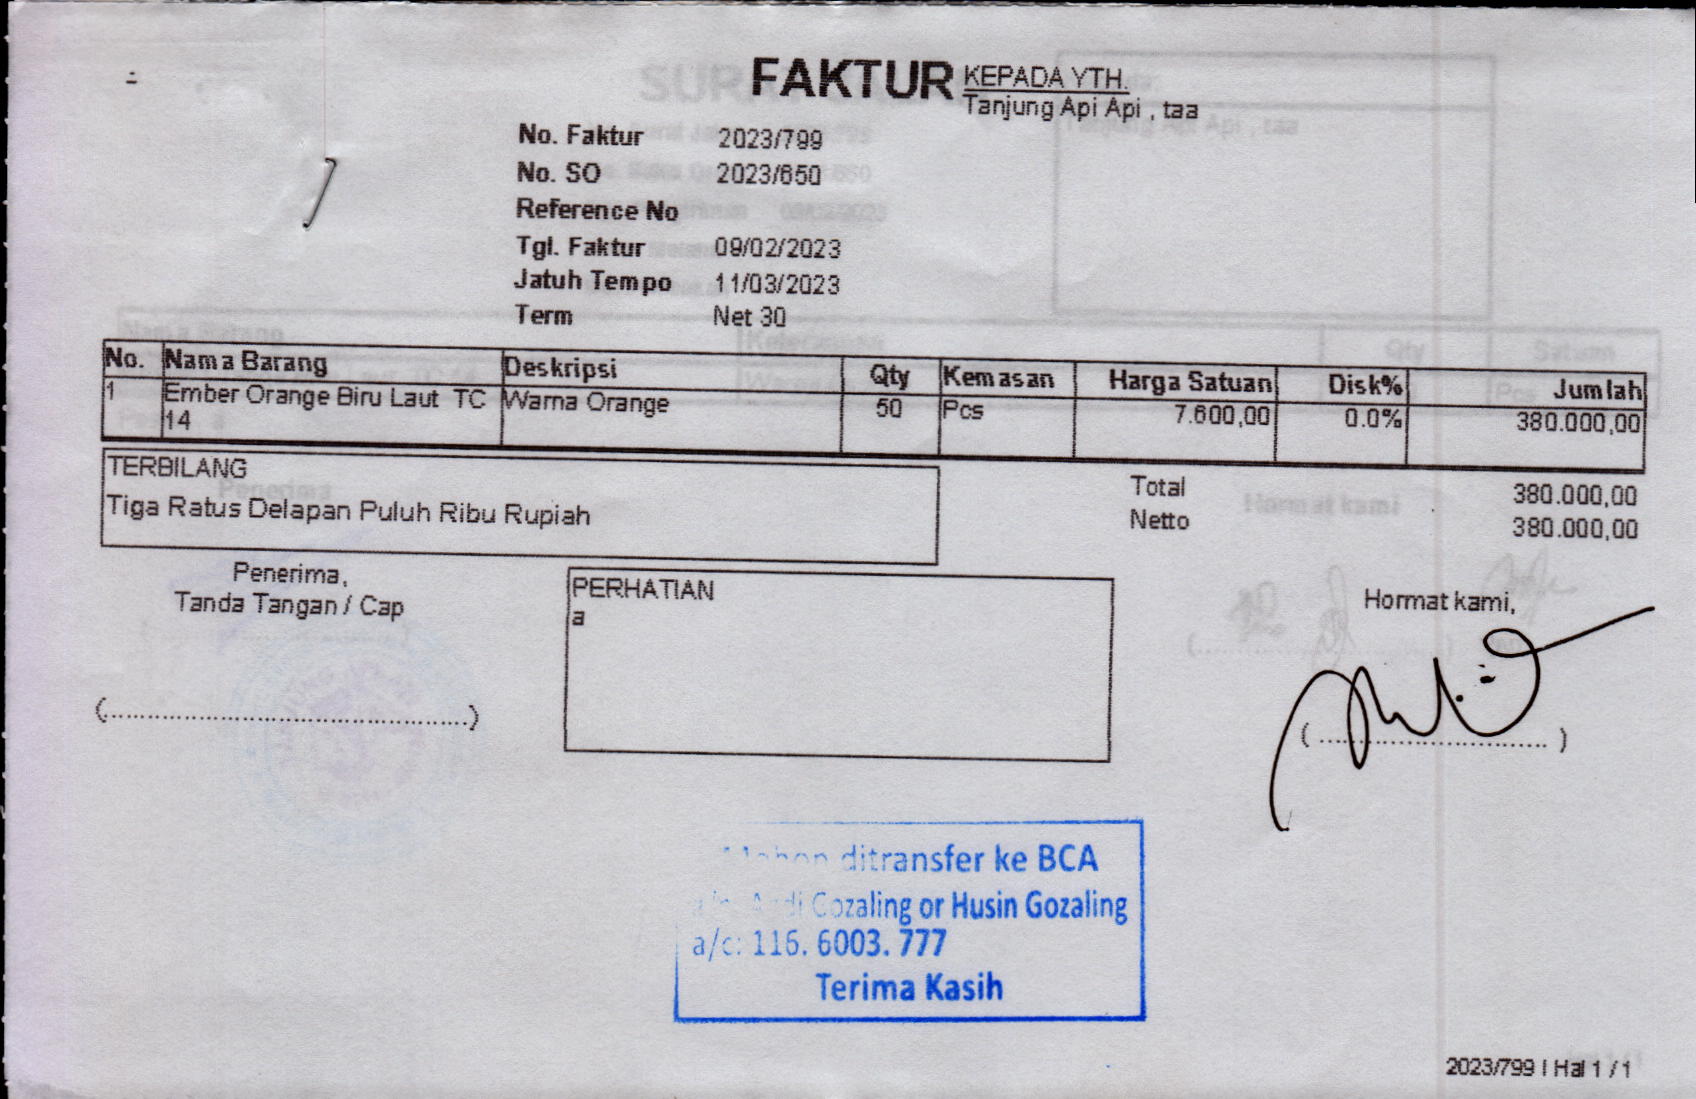 FAKTUR
KEPADA YTH.
Tanjung Api Api , taa
No. Faktur 2023/799
No. SO 2023/650
Reference No
Tgl. Faktur 09/02/2023
Jatuh Tempo 11/03/2023
Term Net 30
No. Nama Barang Deskripsi Qty Kemasan Harga Satuan Disk% Jumlah
1 Ember Orange Biru Laut TC Warna Orange 50 Pcs 7.600,00 0.0% 380.000,00
14
TERBILANG
Tiga Ratus Delapan Puluh Ribu Rupiah
Total 380.000,00
Netto 380.000,00
Penerima,
Tanda Tangan / Cap
(.............................................)
PERHATIAN
a
Hormat kami,
( ............................. )
Mohon ditransfer ke BCA
a/n. Andi Gozaling or Husin Gozaling
a/c: 116. 6003. 777
Terima Kasih
2023/799 | Hal 1 / 1